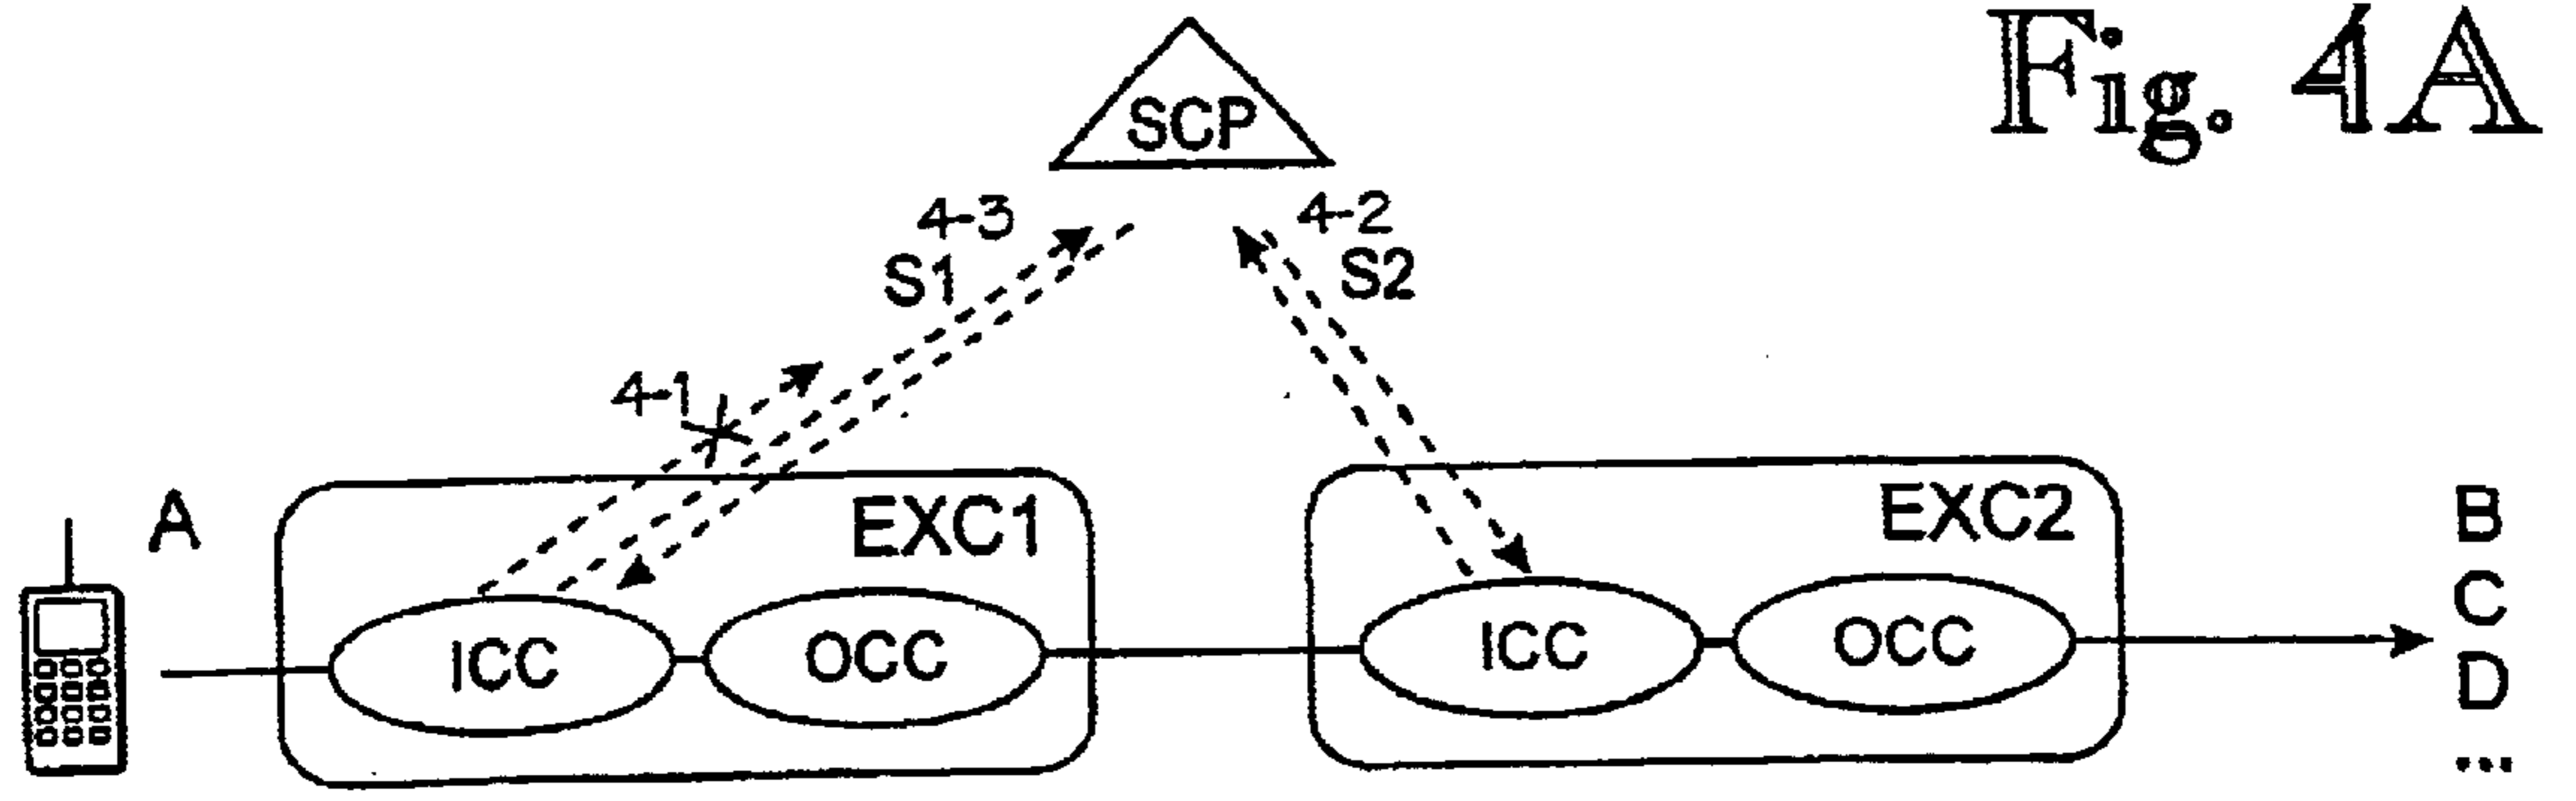 Fig. 4A
SCP
4-3
4-2
S1
S2
4-1
A
EXC1
EXC2
B
C
D
...
ICC
OCC
ICC
OCC